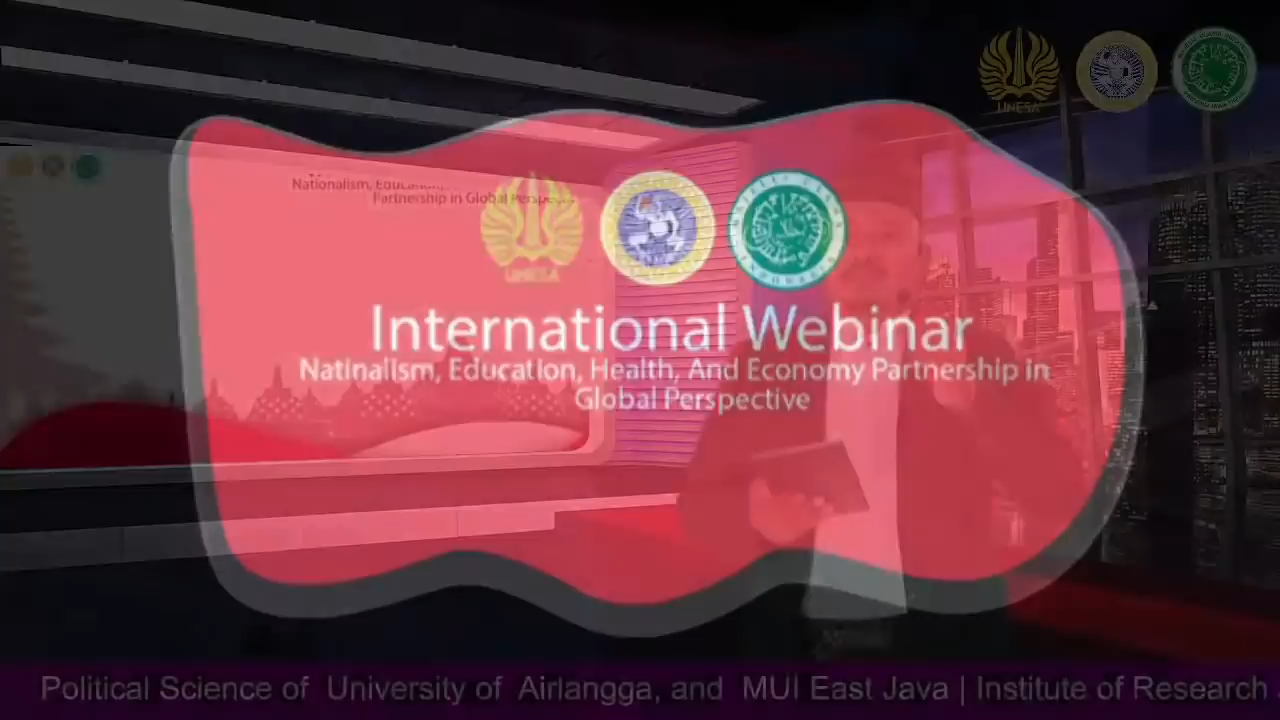 UNESA
Nationalism, Education,
Partnership in Global Perspective
UNESA
International Webinar
Natinalism, Education, Health, And Economy Partnership in
Global Perspective
Political Science of University of Airlangga, and MUI East Java | Institute of Research